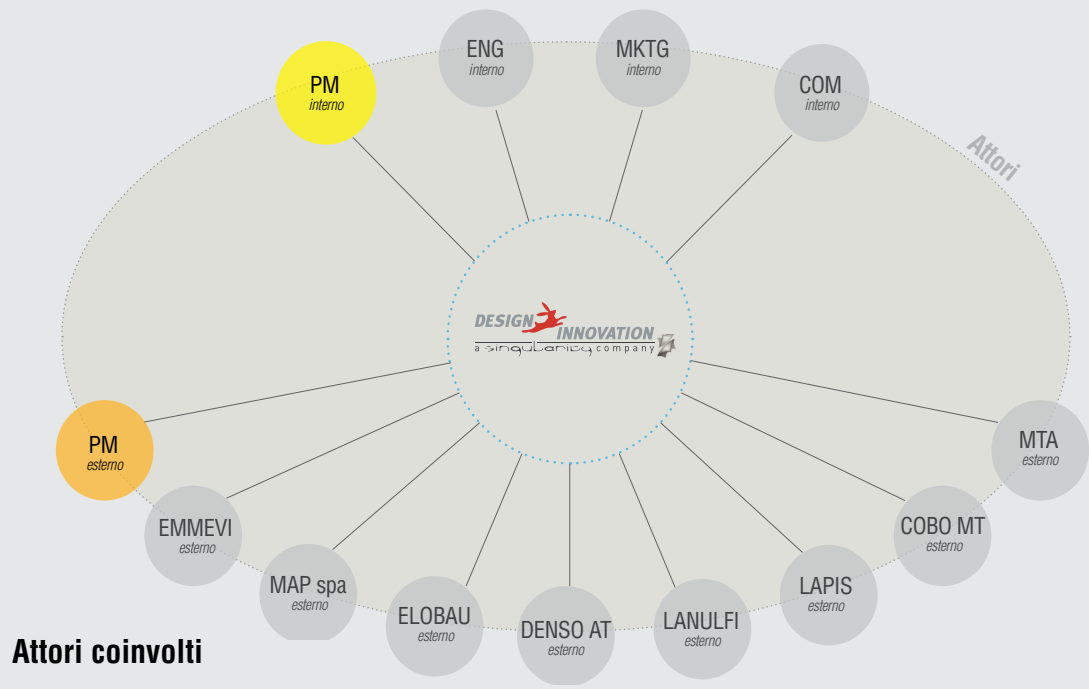 PM
interno
ENG
interno
MKTG
interno
COM
interno
Attori
DESIGN
INNOVATION
a singularity company
PM
esterno
EMMEVI
esterno
MAP spa
esterno
ELOBAU
esterno
DENSO AT
esterno
LANULFI
esterno
LAPIS
esterno
COBO MT
esterno
MTA
esterno
Attori coinvolti